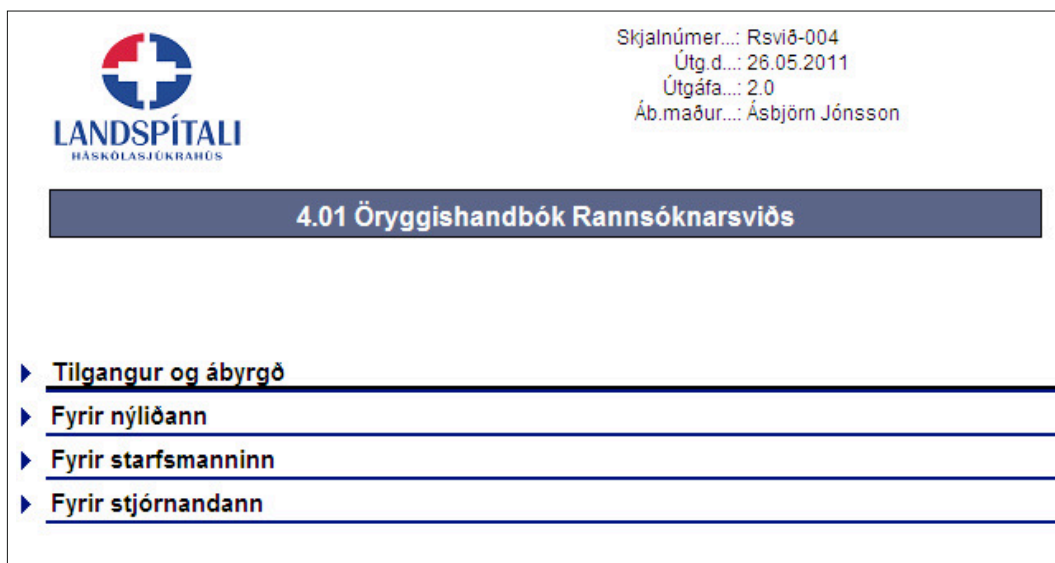 LANDSPÍTALI
HÁSKÓLASJÚKRAHÚS
Skjalnúmer...: Rsvið-004
Útg.d...: 26.05.2011
Útgáfa...: 2.0
Áb.maður...: Ásbjörn Jónsson
4.01 Öryggishandbók Rannsóknarsviðs
Tilgangur og ábyrgð
Fyrir nýliðann
Fyrir starfsmanninn
Fyrir stjórnandann